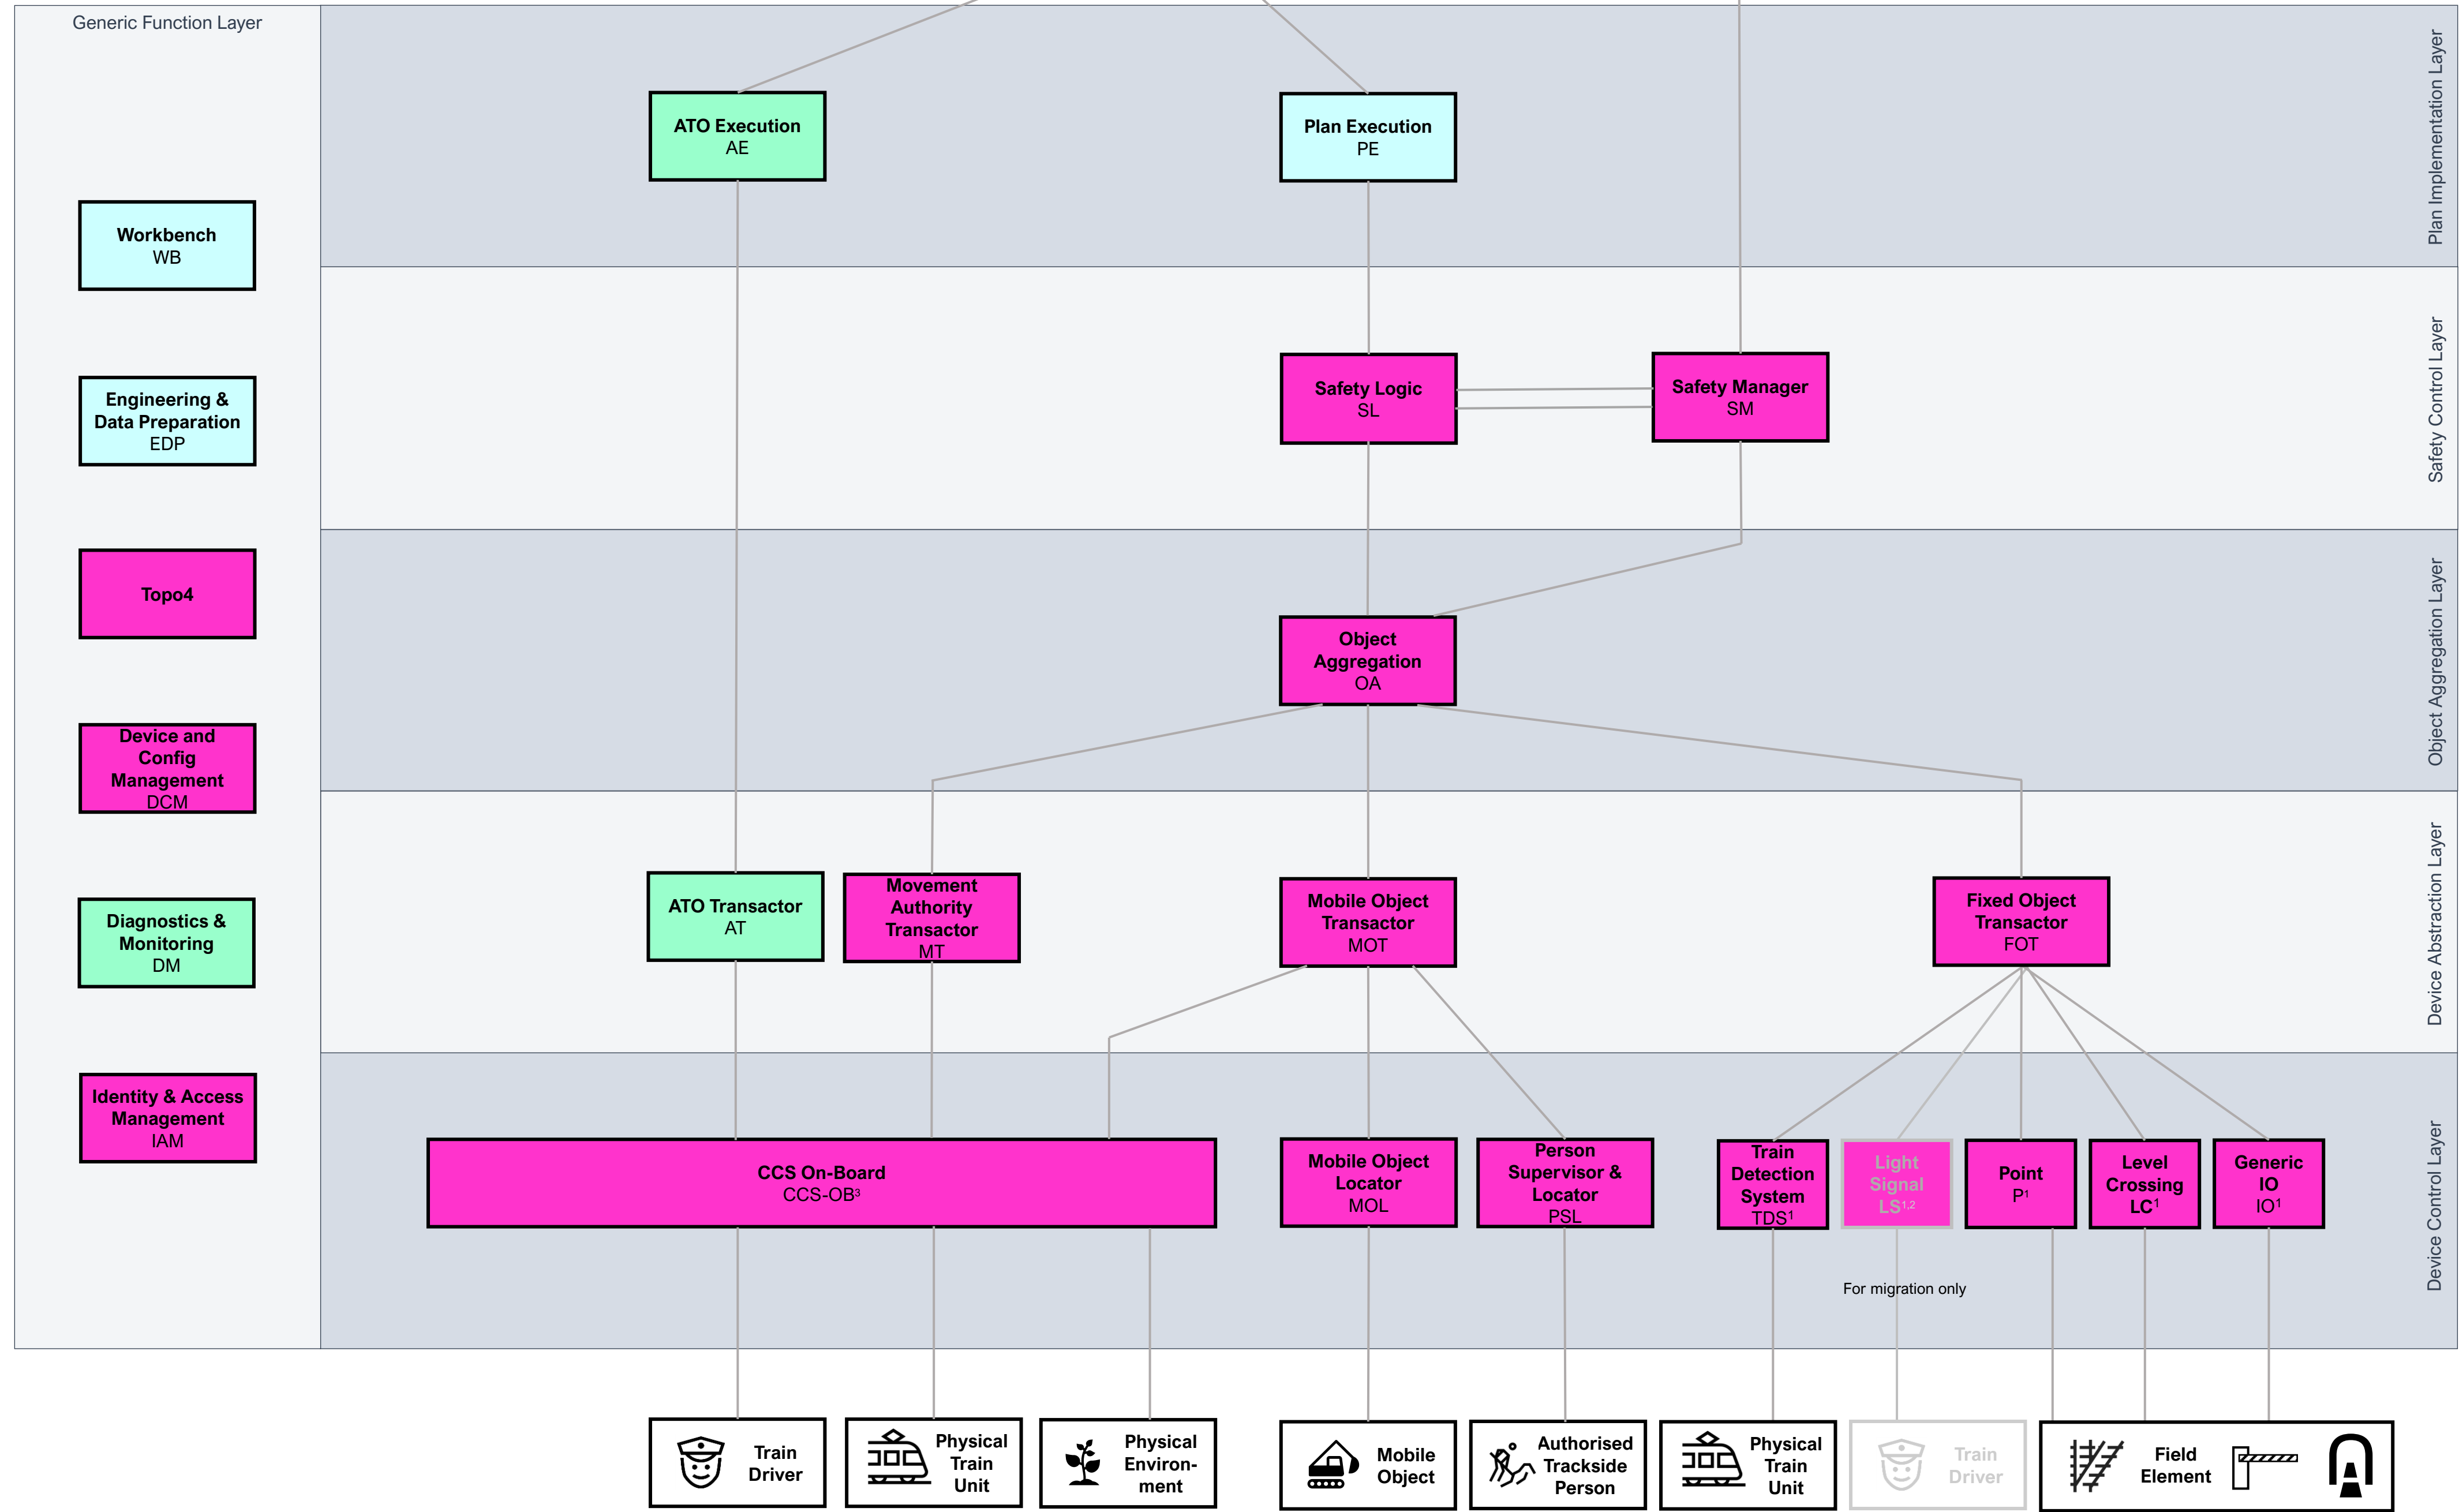 Generic Function Layer
Plan Implementation Layer
ATO Execution
AE
Plan Execution
PE
Workbench
WB
Safety Control Layer
Engineering &
Data Preparation
EDP
Safety Logic
SL
Safety Manager
SM
Object Aggregation Layer
Topo4
Object
Aggregation
OA
Device and
Config
Management
DCM
Device Abstraction Layer
Diagnostics &
Monitoring
DM
ATO Transactor
AT
Movement
Authority
Transactor
MT
Mobile Object
Transactor
MOT
Fixed Object
Transactor
FOT
Device Control Layer
Identity & Access
Management
IAM
CCS On-Board
CCS-OB³
Mobile Object
Locator
MOL
Person
Supervisor &
Locator
PSL
Train
Detection
System
TDS¹
Light
Signal
LS¹,²
Point
P¹
Level
Crossing
LC¹
Generic
IO
IO¹
For migration only
Train
Driver
Physical
Train
Unit
Physical
Environ-
ment
Mobile
Object
Authorised
Trackside
Person
Physical
Train
Unit
Train
Driver
Field
Element